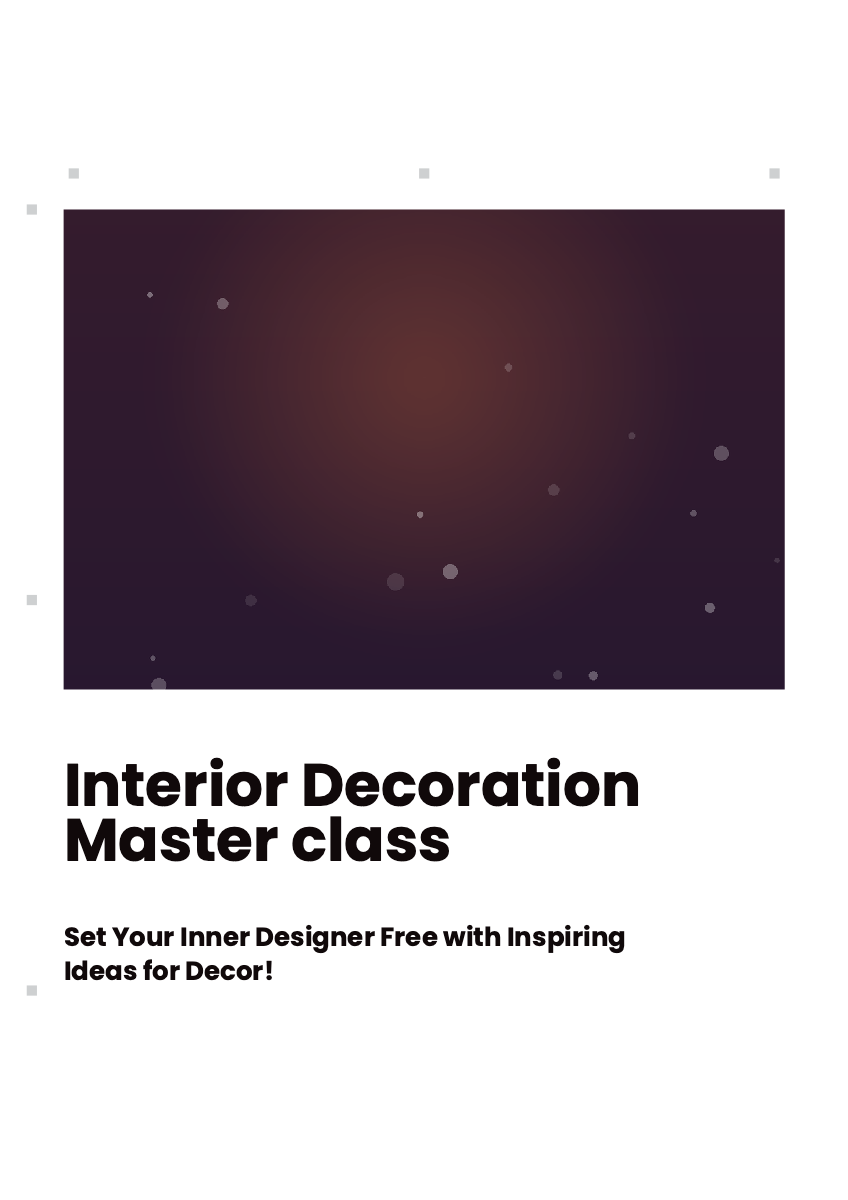 Interior Decoration
Master class
Set Your Inner Designer Free with Inspiring
Ideas for Decor!